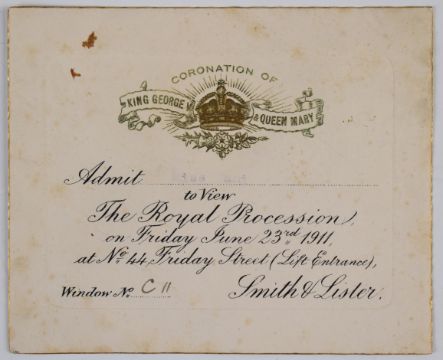 CORONATION OF
KING GEORGE V
& QUEEN MARY
Admit
to View
The Royal Procession,
on Friday June 23rd 1911,
at No. 44, Friday Street (Lift Entrance),
Window No. C 11
Smith & Lister.